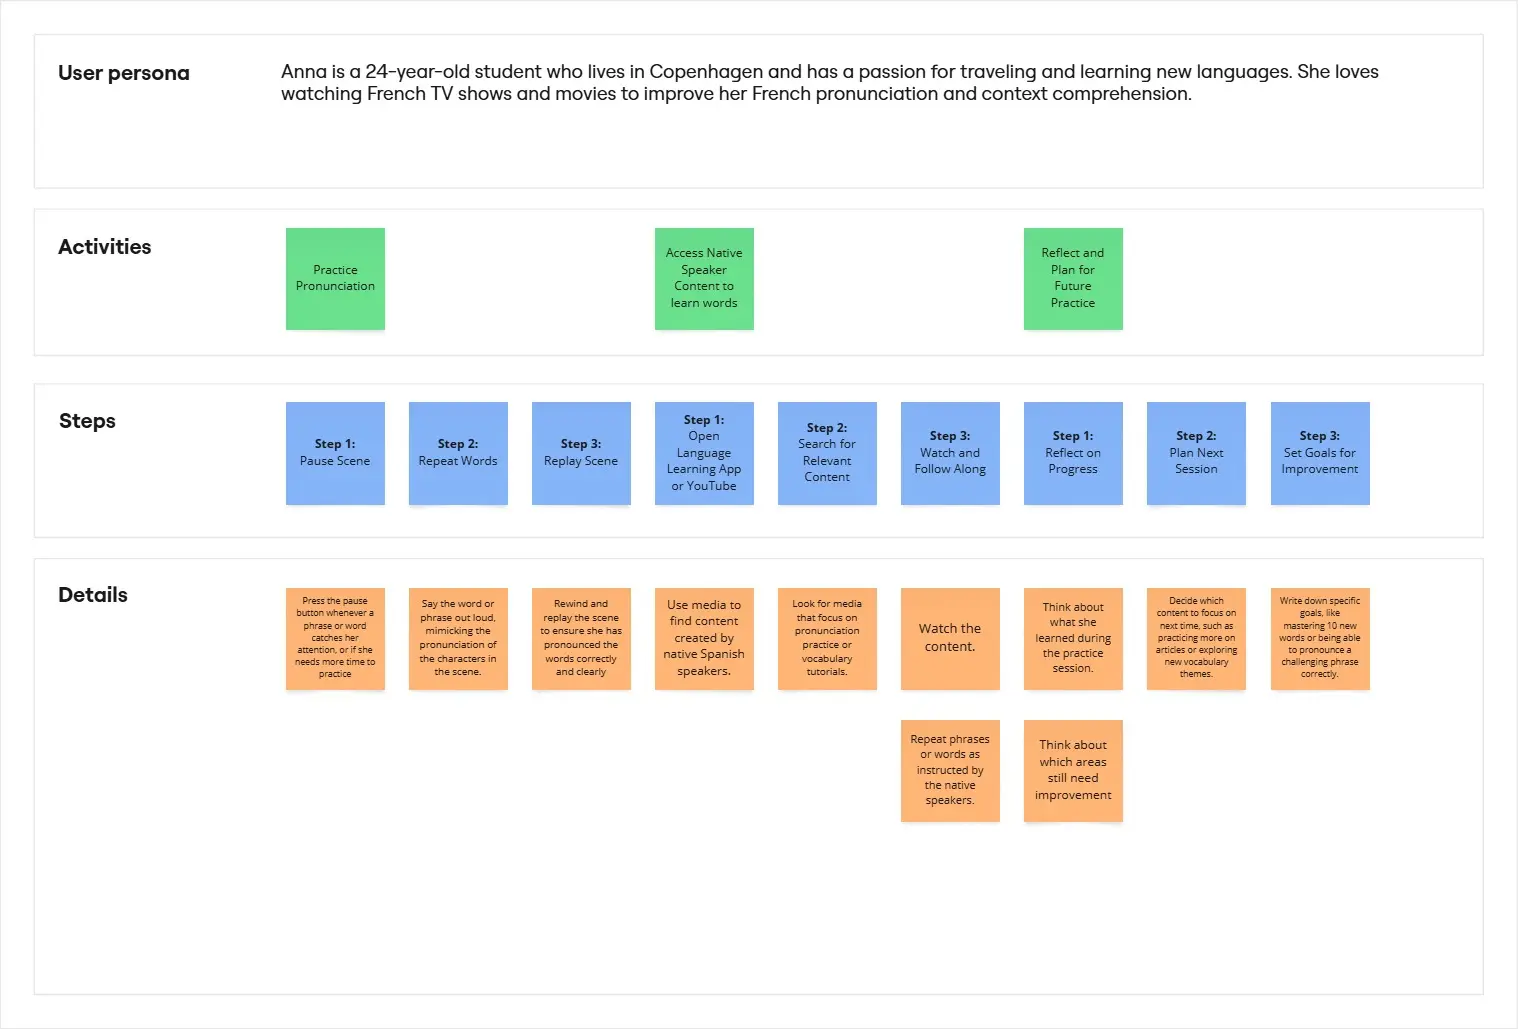 User persona
Anna is a 24-year-old student who lives in Copenhagen and has a passion for traveling and learning new languages. She loves
watching French TV shows and movies to improve her French pronunciation and context comprehension.
Activities
Practice
Pronunciation
Access Native
Speaker
Content to
learn words
Reflect and
Plan for
Future
Practice
Steps
Step 1:
Pause Scene
Step 2:
Repeat Words
Step 3:
Replay Scene
Step 1:
Open
Language
Learning App
or YouTube
Step 2:
Search for
Relevant
Content
Step 3:
Watch and
Follow Along
Step 1:
Reflect on
Progress
Step 2:
Plan Next
Session
Step 3:
Set Goals for
Improvement
Details
Press the pause
button whenever a
phrase or word
catches her
attention, or if she
needs more time to
practice
Say the word or
phrase out loud,
mimicking the
pronunciation of
the characters in
the scene.
Rewind and
replay the scene
to ensure she has
pronounced the
words correctly
and clearly
Use media to
find content
created by
native Spanish
speakers.
Look for media
that focus on
pronunciation
practice or
vocabulary
tutorials.
Watch the
content.
Think about
what she
learned during
the practice
session.
Decide which
content to focus on
next time, such as
practicing more on
articles or exploring
new vocabulary
themes.
Write down specific
goals, like
mastering 10 new
words or being able
to pronounce a
challenging phrase
correctly.
Repeat phrases
or words as
instructed by
the native
speakers.
Think about
which areas
still need
improvement